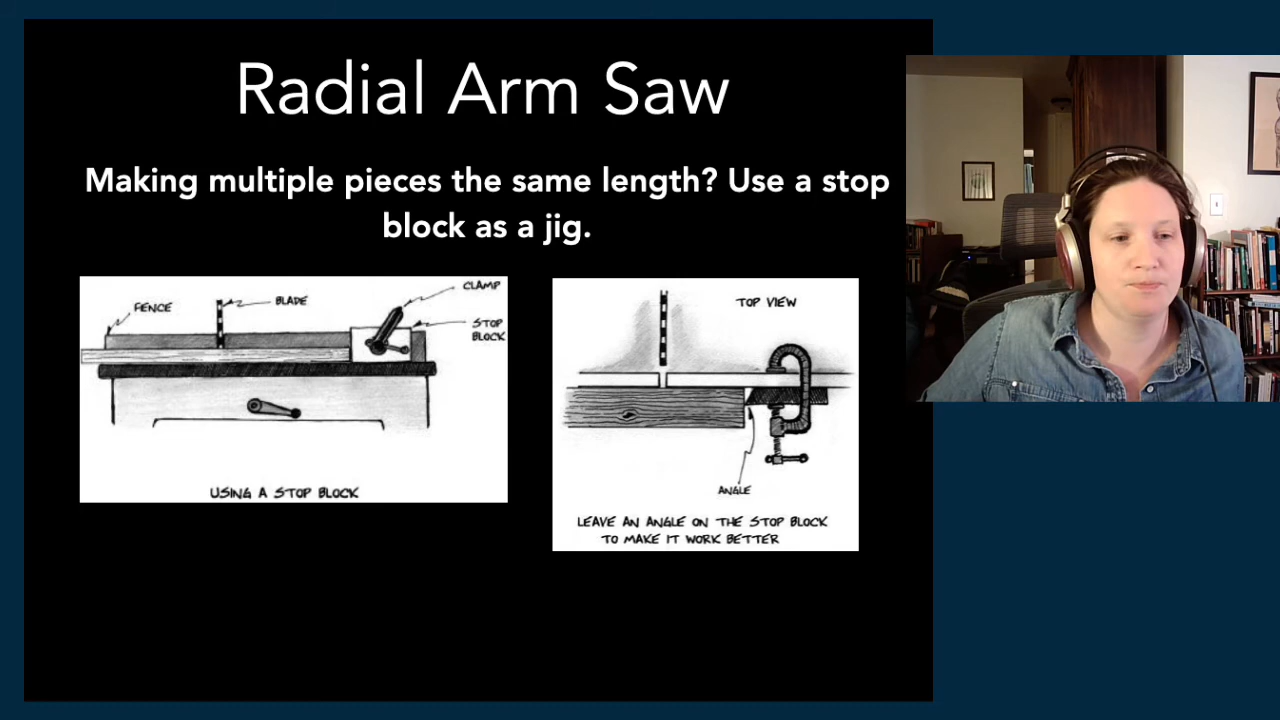 Radial Arm Saw
Making multiple pieces the same length? Use a stop
block as a jig.
FENCE
BLADE
CLAMP
STOP
BLOCK
USING A STOP BLOCK
TOP VIEW
ANGLE
LEAVE AN ANGLE ON THE STOP BLOCK
TO MAKE IT WORK BETTER